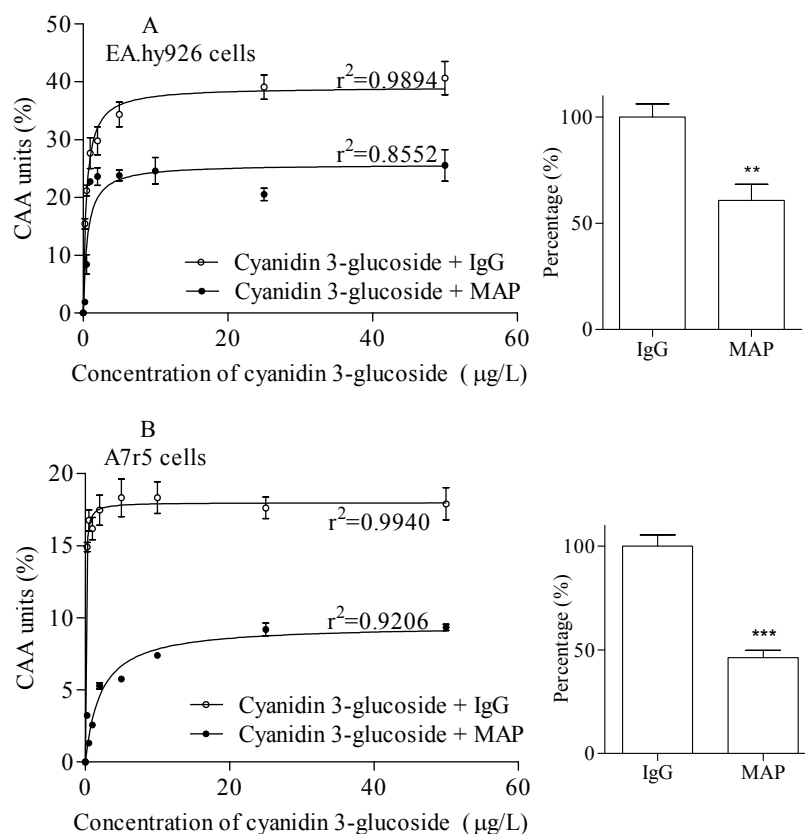 A
EA.hy926 cells
50
40
30
20
10
0
CAA units (%)
r²=0.9894
r²=0.8552
Cyanidin 3-glucoside + IgG
Cyanidin 3-glucoside + MAP
0
20
40
60
Concentration of cyanidin 3-glucoside ( μg/L)
Percentage (%)
100
50
0
**
IgG
MAP
B
A7r5 cells
20
15
10
5
0
CAA units (%)
r²=0.9940
r²=0.9206
Cyanidin 3-glucoside + IgG
Cyanidin 3-glucoside + MAP
0
20
40
60
Concentration of cyanidin 3-glucoside ( μg/L)
Percentage (%)
100
50
0
***
IgG
MAP